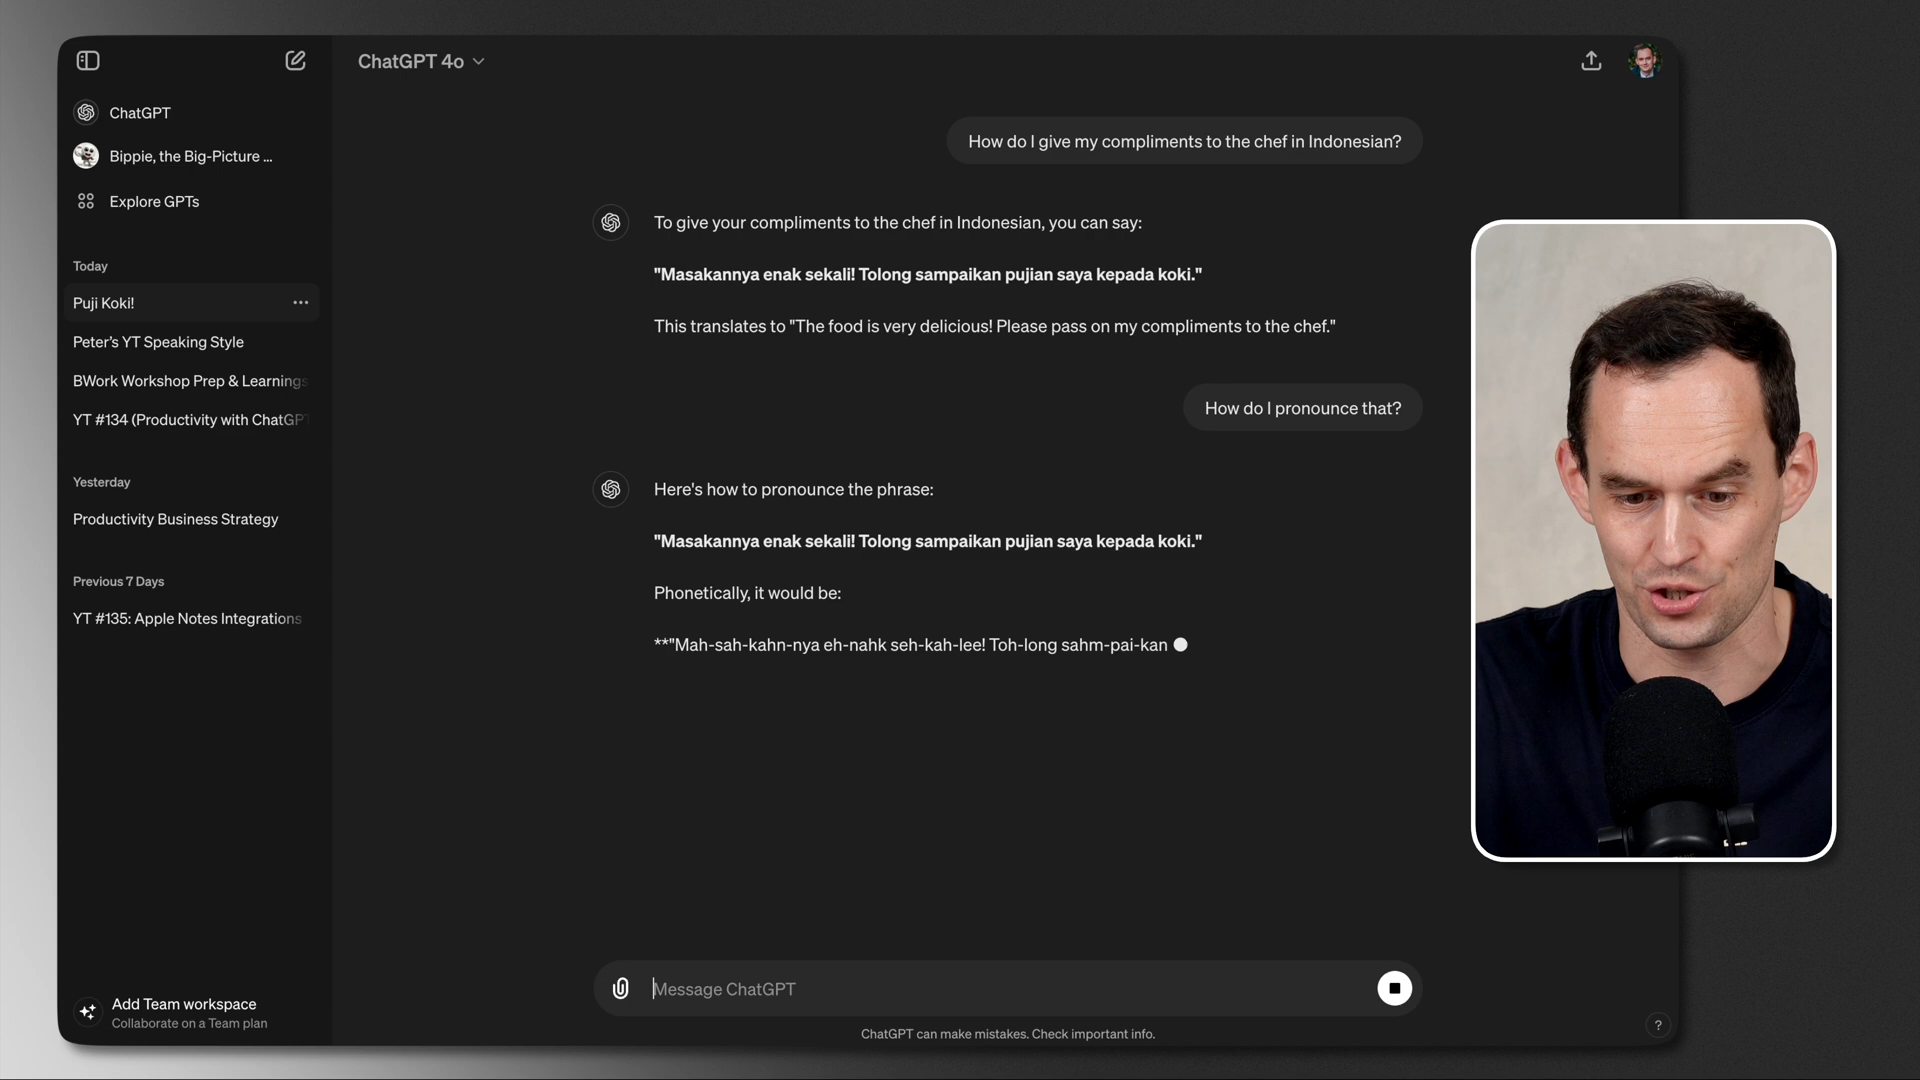 ChatGPT
Bippie, the Big-Picture ...
Explore GPTs
Today
Puji Koki!
Peter's YT Speaking Style
BWork Workshop Prep & Learnings
YT #134 (Productivity with ChatGPT
Yesterday
Productivity Business Strategy
Previous 7 Days
YT #135: Apple Notes Integrations
Add Team workspace
Collaborate on a Team plan
ChatGPT 4o
How do I give my compliments to the chef in Indonesian?
To give your compliments to the chef in Indonesian, you can say:
"Masakannya enak sekali! Tolong sampaikan pujian saya kepada koki."
This translates to "The food is very delicious! Please pass on my compliments to the chef."
How do I pronounce that?
Here's how to pronounce the phrase:
"Masakannya enak sekali! Tolong sampaikan pujian saya kepada koki."
Phonetically, it would be:
**"Mah-sah-kahn-nya eh-nahk seh-kah-lee! Toh-long sahm-pai-kan
Message ChatGPT
ChatGPT can make mistakes. Check important info.
?